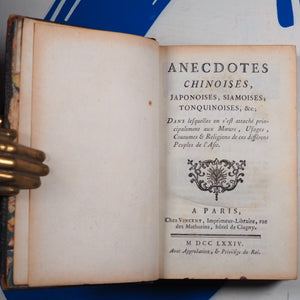 ANECDOTES
CHINOISES,
JAPONOISES, SIAMOISES,
TONQUINOISES, &c;
DANS lesquelles on s'est attaché prin-
cipalement aux Mœurs, Usages,
Coutumes & Religions de ces différens
Peuples de l'Asie.
A PARIS,
Chez VINCENT, Imprimeur-Libraire, rue
des Mathurins, hôtel de Clugny.
M DCC LXXIV.
Avec Approbation, & Privilége du Roi.